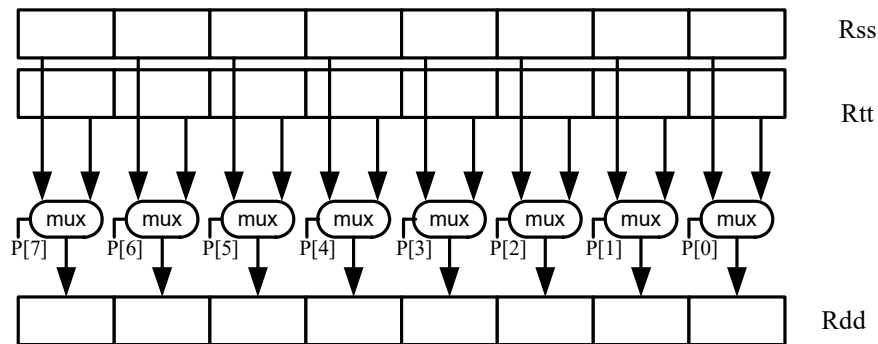 Rss
Rtt
mux mux mux mux mux mux mux mux
P[7] P[6] P[5] P[4] P[3] P[2] P[1] P[0]
Rdd